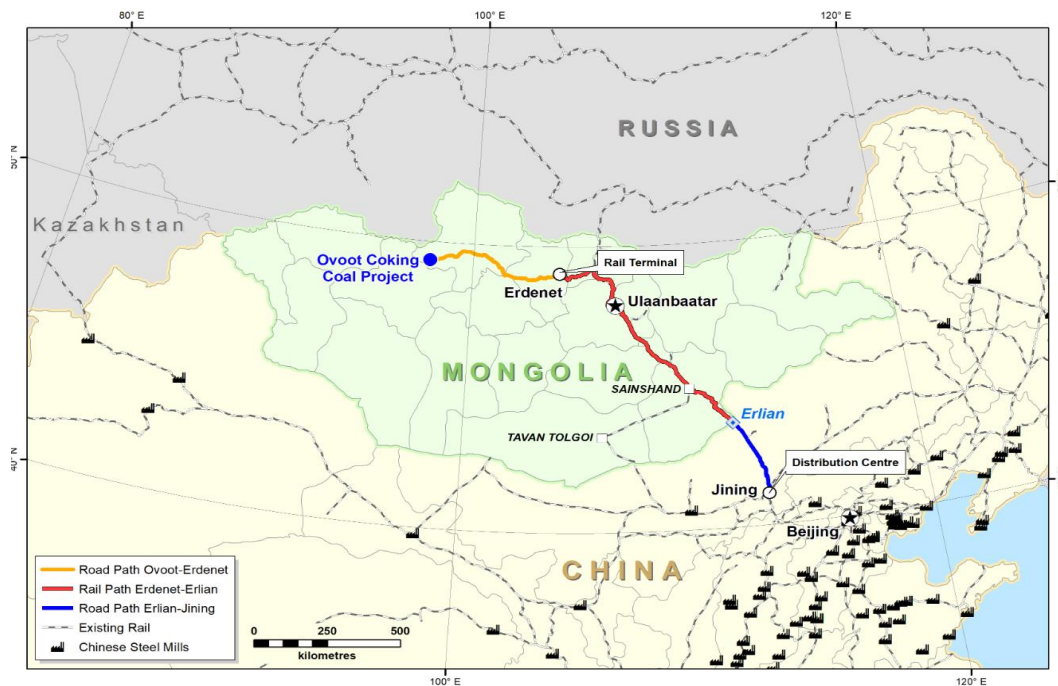 80° E
100° E
120° E
RUSSIA
50° N
Kazakhstan
Ovoot Coking
Coal Project
Rail Terminal
Erdenet
Ulaanbaatar
MONGOLIA
SAINSHAND
Erlian
TAVAN TOLGOI
40° N
Distribution Centre
Jining
Beijing
CHINA
Road Path Ovoot-Erdenet
Rail Path Erdenet-Erlian
Road Path Erlian-Jining
Existing Rail
Chinese Steel Mills
0 250 500
kilometres
100° E
120° E